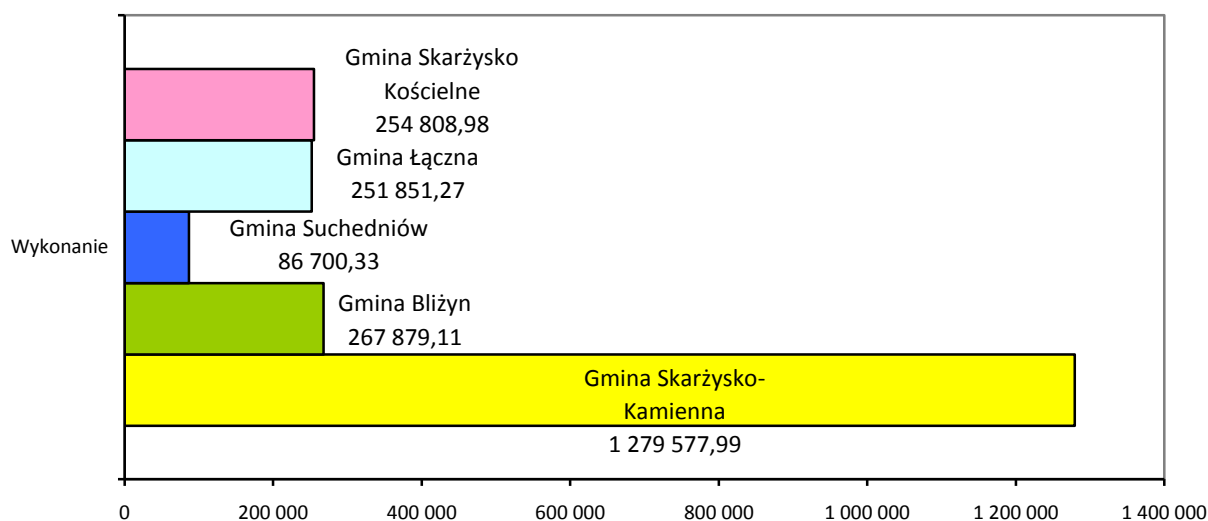 Gmina Skarżysko
Kościelne
254 808,98
Gmina Łączna
251 851,27
Gmina Suchedniów
86 700,33
Wykonanie
Gmina Bliżyn
267 879,11
Gmina Skarżysko-
Kamienna
1 279 577,99
0 200 000 400 000 600 000 800 000 1 000 000 1 200 000 1 400 000